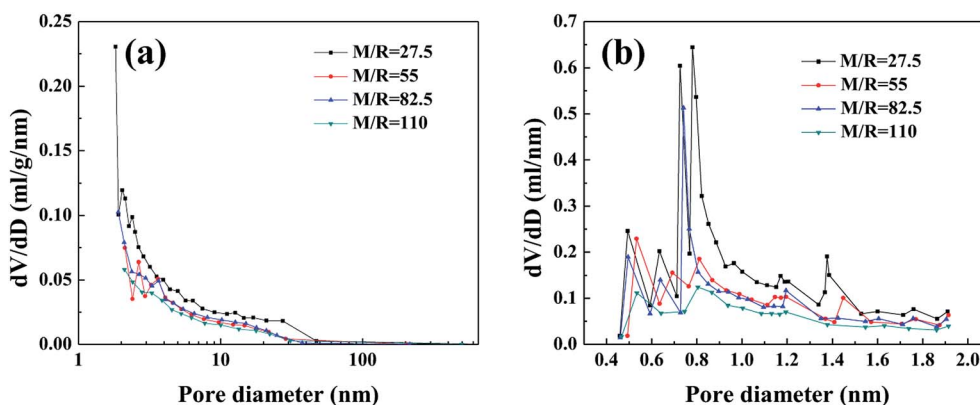 (a)
M/R=27.5
M/R=55
M/R=82.5
M/R=110
dV/dD (ml/g/nm)
0.25
0.20
0.15
0.10
0.05
0.00
1 10 100
Pore diameter (nm)
(b)
M/R=27.5
M/R=55
M/R=82.5
M/R=110
dV/dD (ml/nm)
0.7
0.6
0.5
0.4
0.3
0.2
0.1
0.0
0.4 0.6 0.8 1.0 1.2 1.4 1.6 1.8 2.0
Pore diameter (nm)